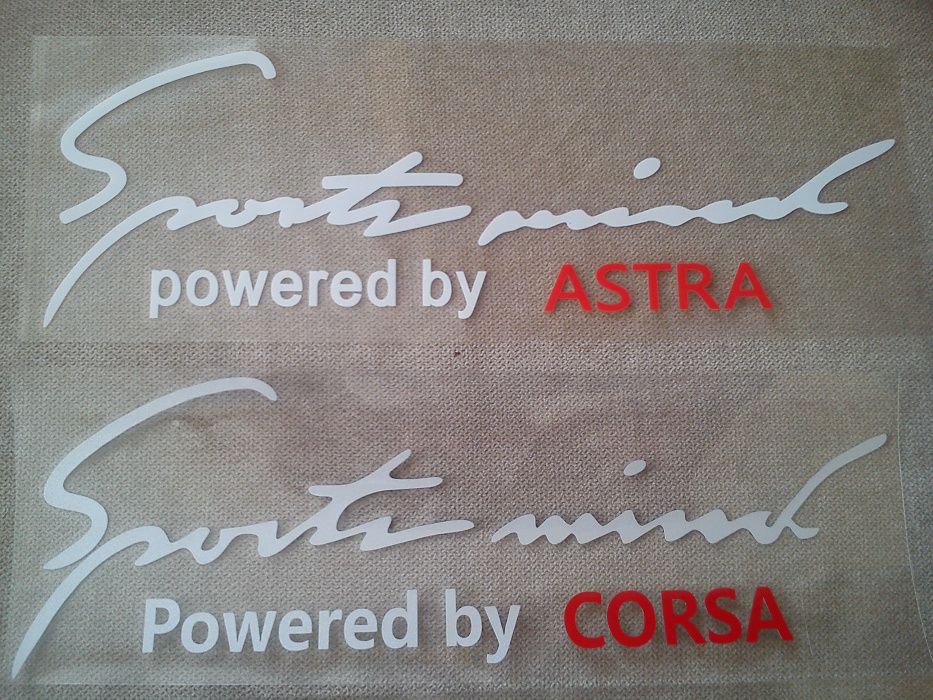 Sports mind
powered by ASTRA
Sports mind
Powered by CORSA